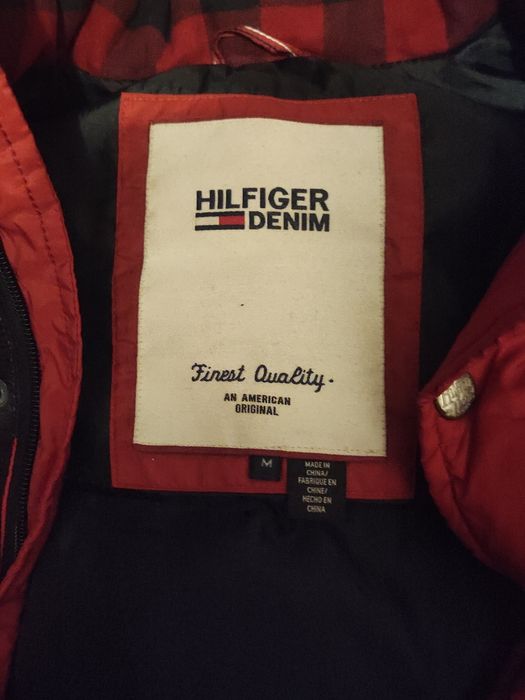 HILFIGER
DENIM
Finest Quality.
AN AMERICAN
ORIGINAL
M
MADE IN
CHINA/
FABRIQUE EN
CHINE/
HECHO EN
CHINA